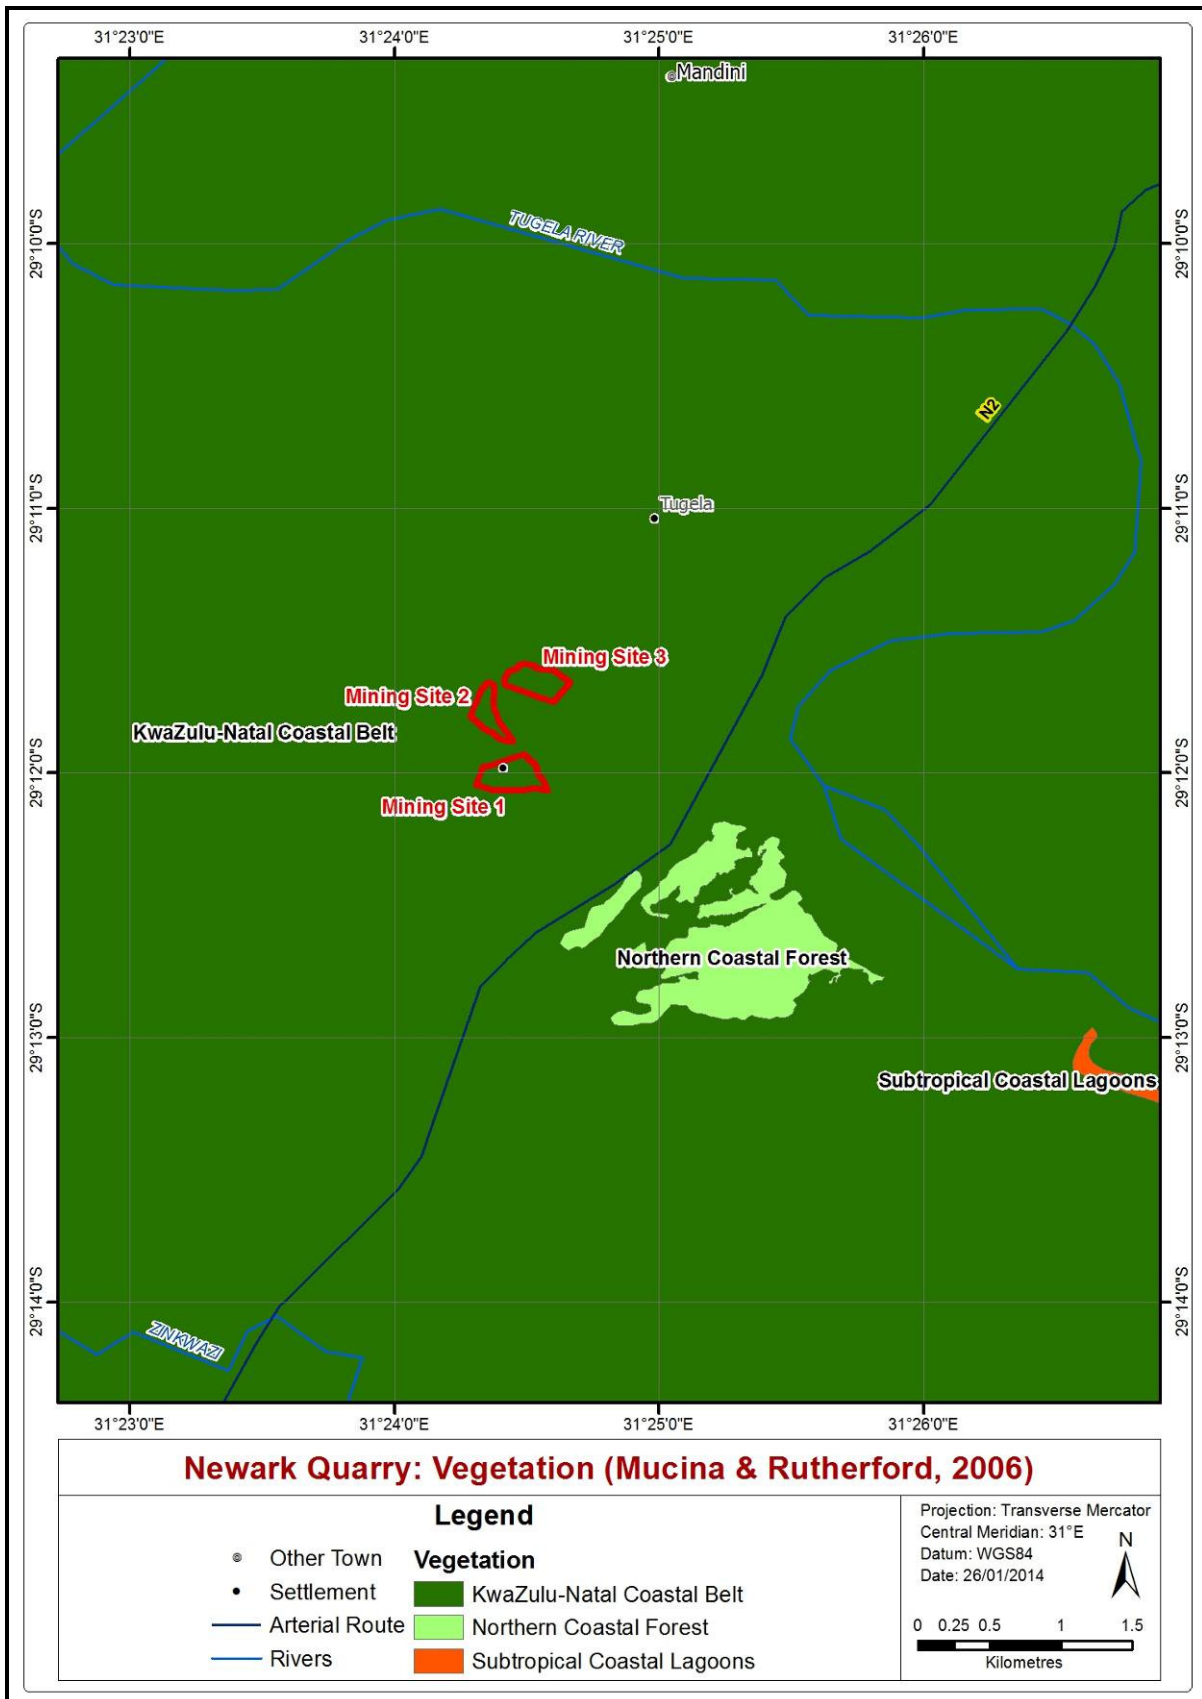 31°23'0"E 31°24'0"E 31°25'0"E 31°26'0"E
Mandini
TUGELA RIVER
29°10'0"S 29°10'0"S
N2
29°11'0"S 29°11'0"S
Tugela
Mining Site 3
Mining Site 2
KwaZulu-Natal Coastal Belt
29°12'0"S 29°12'0"S
Mining Site 1
Northern Coastal Forest
29°13'0"S 29°13'0"S
Subtropical Coastal Lagoons
29°14'0"S 29°14'0"S
ZINKWAZI
31°23'0"E 31°24'0"E 31°25'0"E 31°26'0"E
Newark Quarry: Vegetation (Mucina & Rutherford, 2006)
Legend
Other Town
Settlement
Arterial Route
Rivers
Vegetation
KwaZulu-Natal Coastal Belt
Northern Coastal Forest
Subtropical Coastal Lagoons
Projection: Transverse Mercator
Central Meridian: 31°E
Datum: WGS84
Date: 26/01/2014
N
0 0.25 0.5 1 1.5
Kilometres